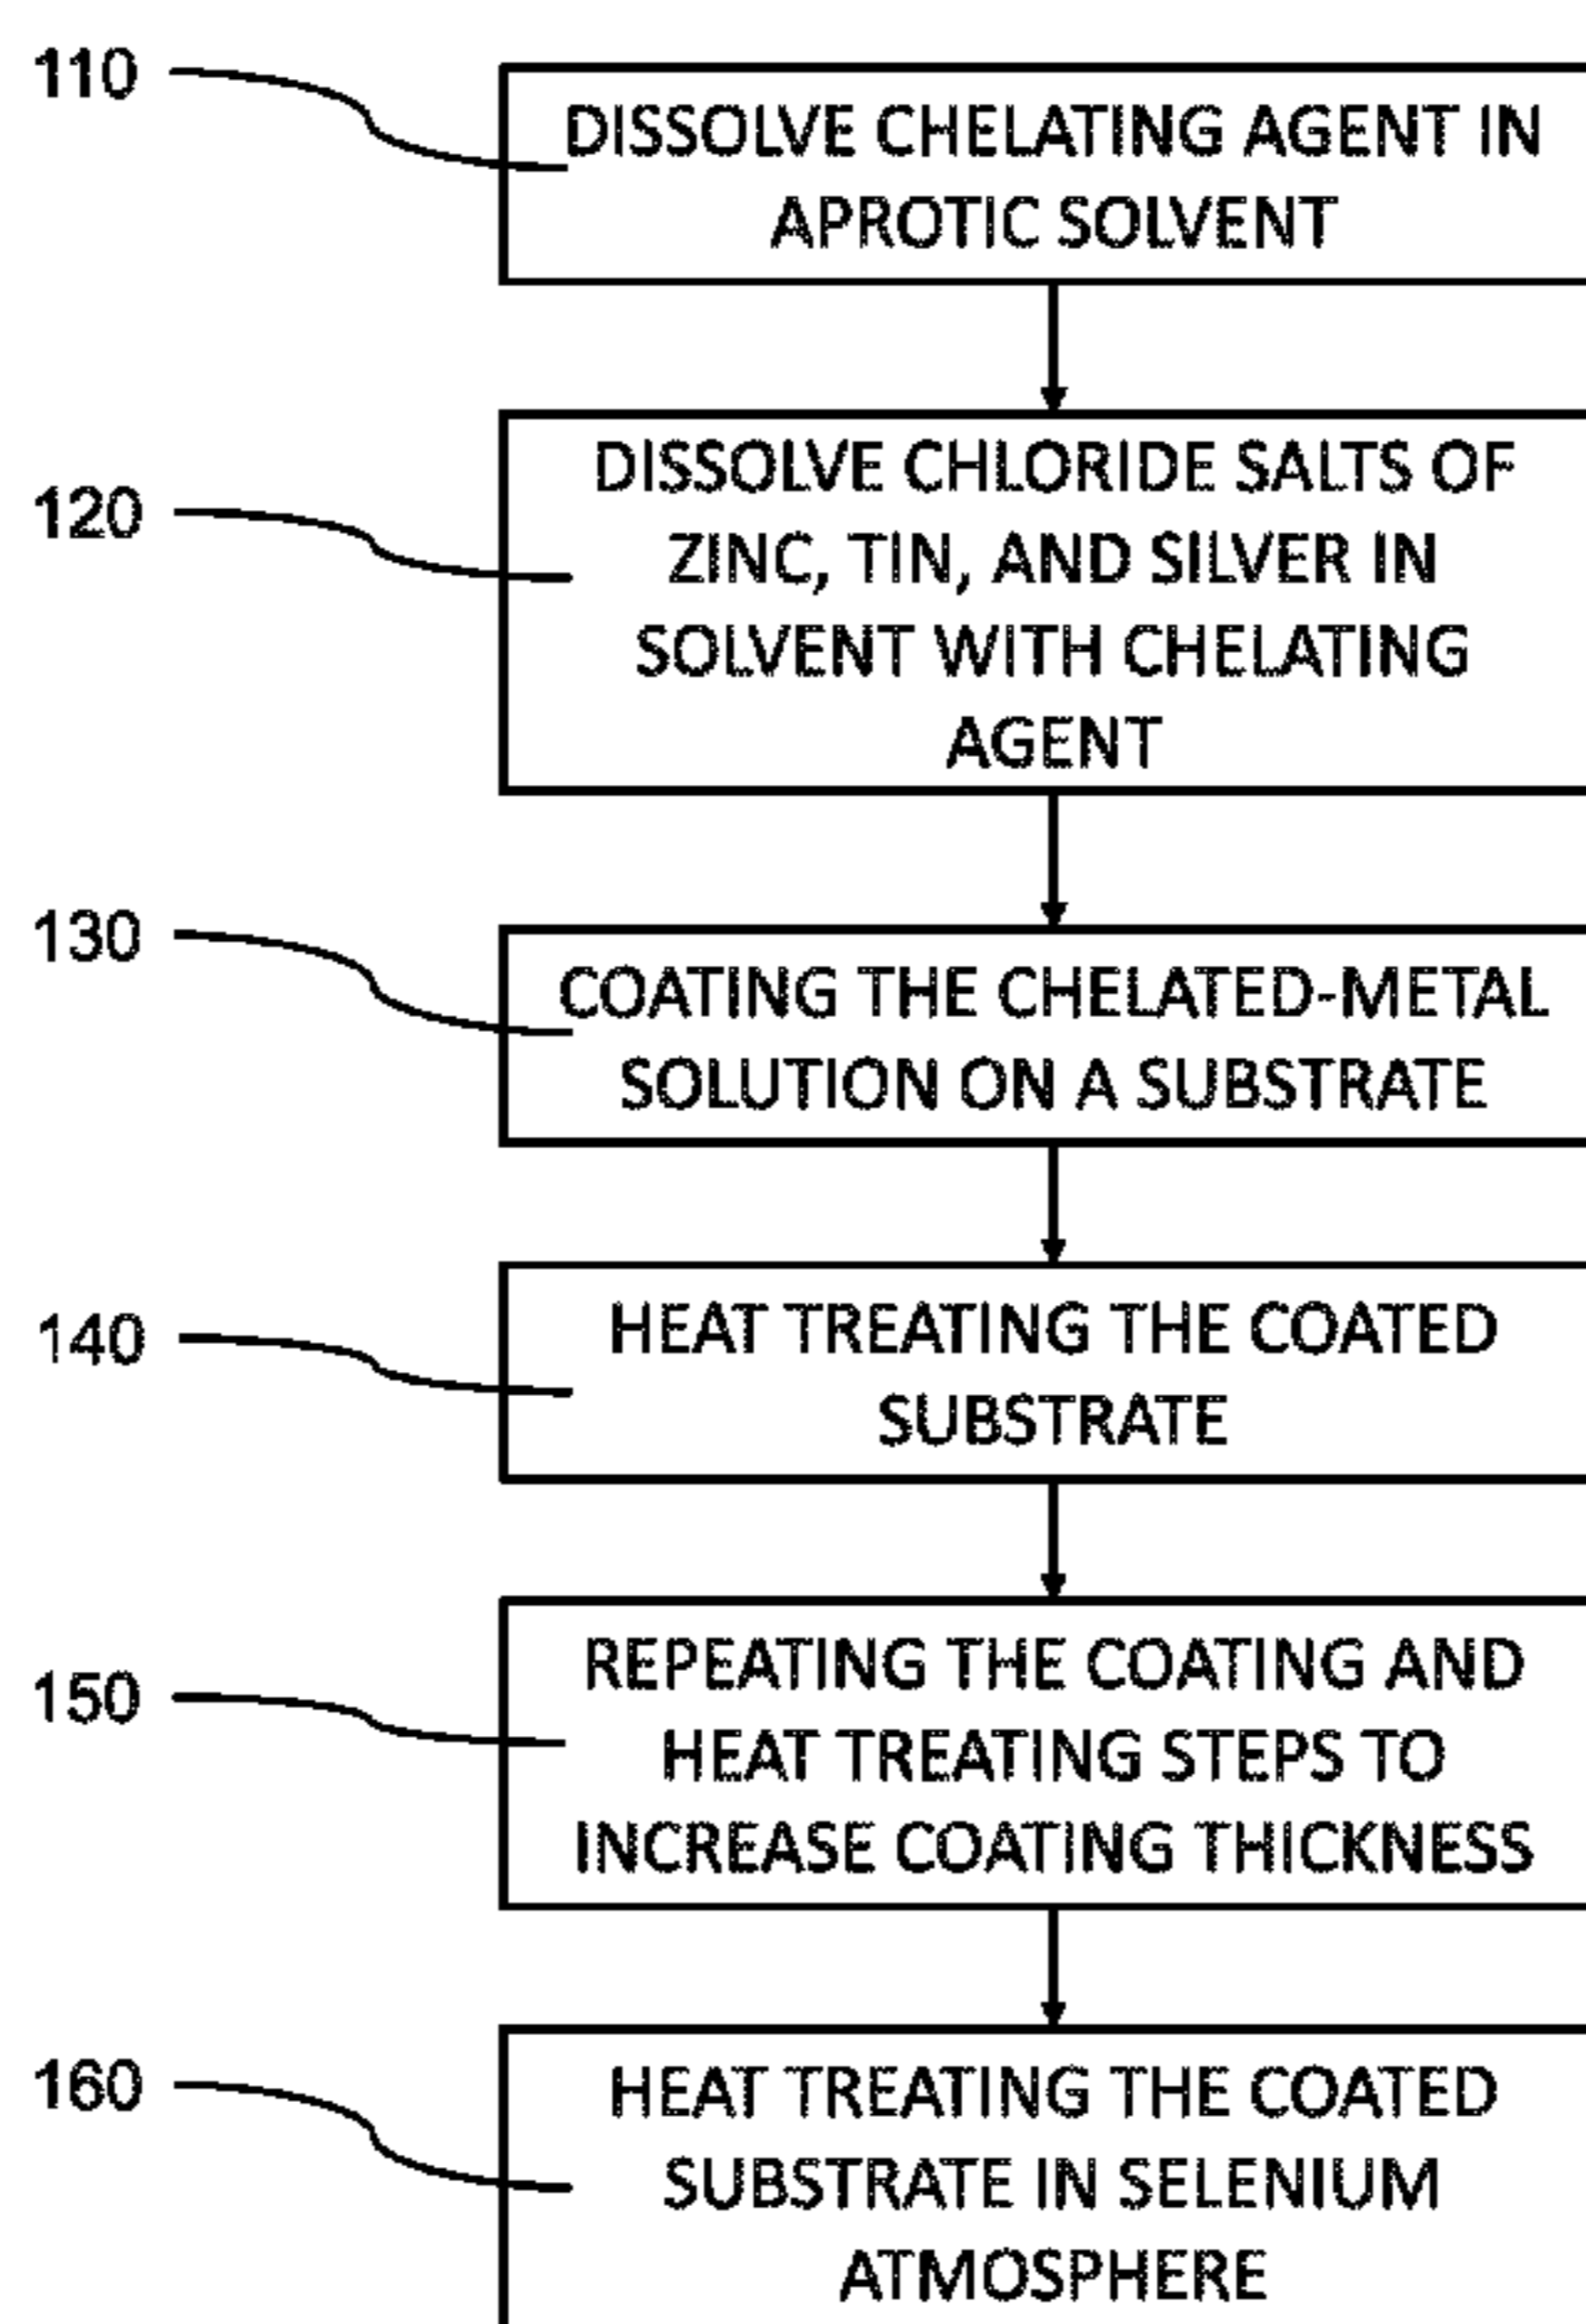 110
DISSOLVE CHELATING AGENT IN
APROTIC SOLVENT
120
DISSOLVE CHLORIDE SALTS OF
ZINC, TIN, AND SILVER IN
SOLVENT WITH CHELATING
AGENT
130
COATING THE CHELATED-METAL
SOLUTION ON A SUBSTRATE
140
HEAT TREATING THE COATED
SUBSTRATE
150
REPEATING THE COATING AND
HEAT TREATING STEPS TO
INCREASE COATING THICKNESS
160
HEAT TREATING THE COATED
SUBSTRATE IN SELENIUM
ATMOSPHERE